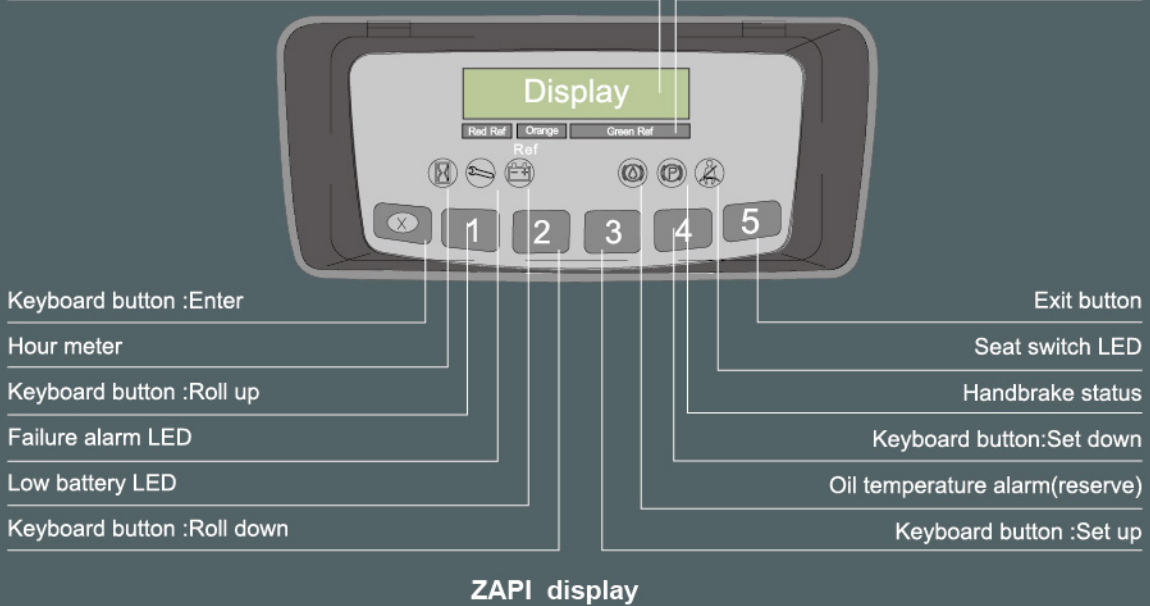 Display
Red Ref
Orange
Green Ref
Ref
P
X
1
2
3
4
5
Keyboard button :Enter
Exit button
Hour meter
Seat switch LED
Keyboard button :Roll up
Handbrake status
Failure alarm LED
Keyboard button:Set down
Low battery LED
Oil temperature alarm(reserve)
Keyboard button :Roll down
Keyboard button :Set up
ZAPI display